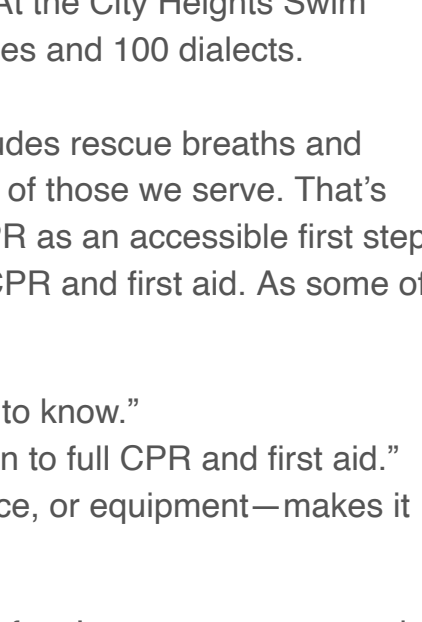 At the City Heights Swim
es and 100 dialects.
udes rescue breaths and
of those we serve. That's
PR as an accessible first step
CPR and first aid. As some of
to know.”
n to full CPR and first aid.”
ce, or equipment—makes it